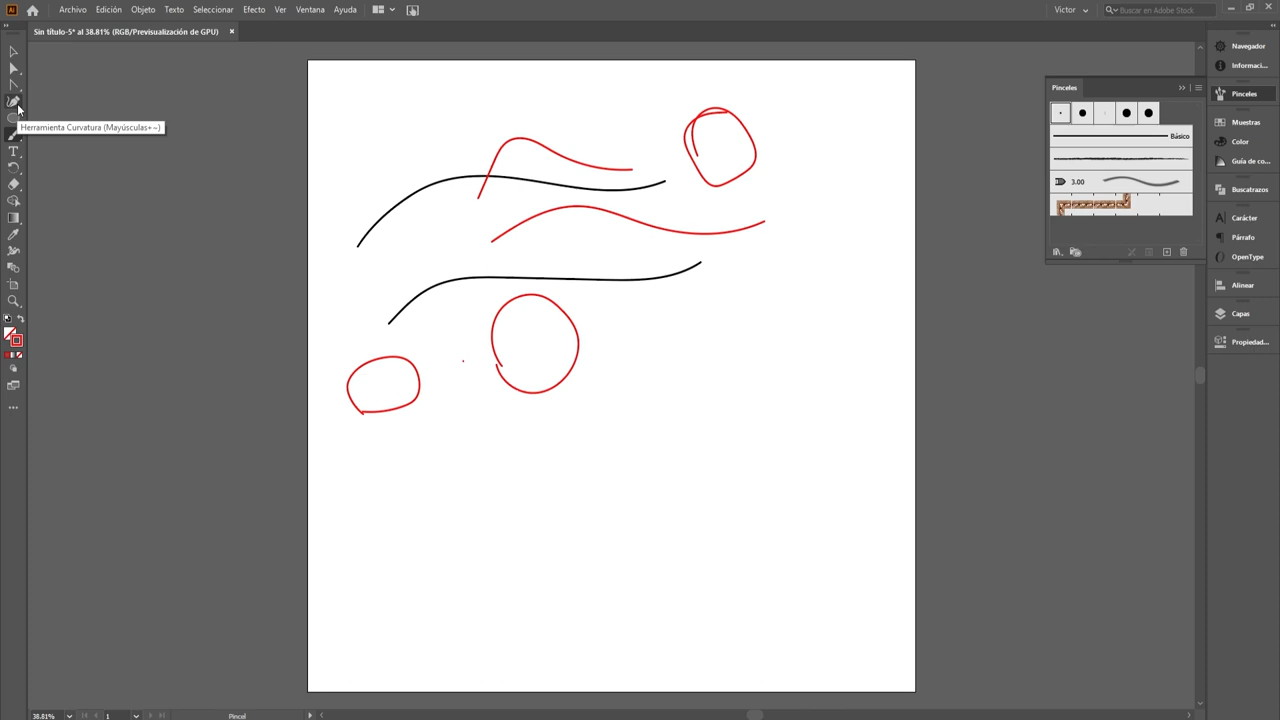 Ai Archivo Edición Objeto Texto Seleccionar Efecto Ver Ventana Ayuda Victor Buscar en Adobe Stock
Sin título-5* al 38.81% (RGB/Previsualización de GPU)
Herramienta Curvatura (Mayúsculas+~)
Pinceles
Básico
3.00
Navegador
Informaci...
Pinceles
Muestras
Color
Guía de co...
Buscatrazos
Carácter
Párrafo
OpenType
Alinear
Capas
Propiedad...
38.81% 1 Pincel